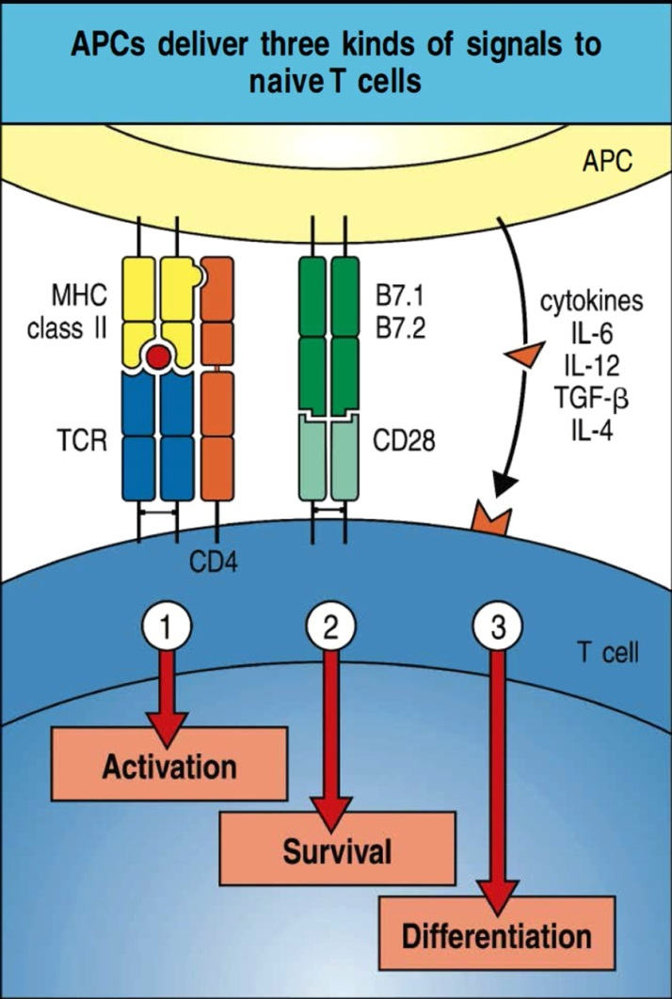 APCs deliver three kinds of signals to
naive T cells
APC
MHC
class II
B7.1
B7.2
cytokines
IL-6
IL-12
TGF-β
IL-4
TCR
CD28
CD4
1
2
3
T cell
Activation
Survival
Differentiation